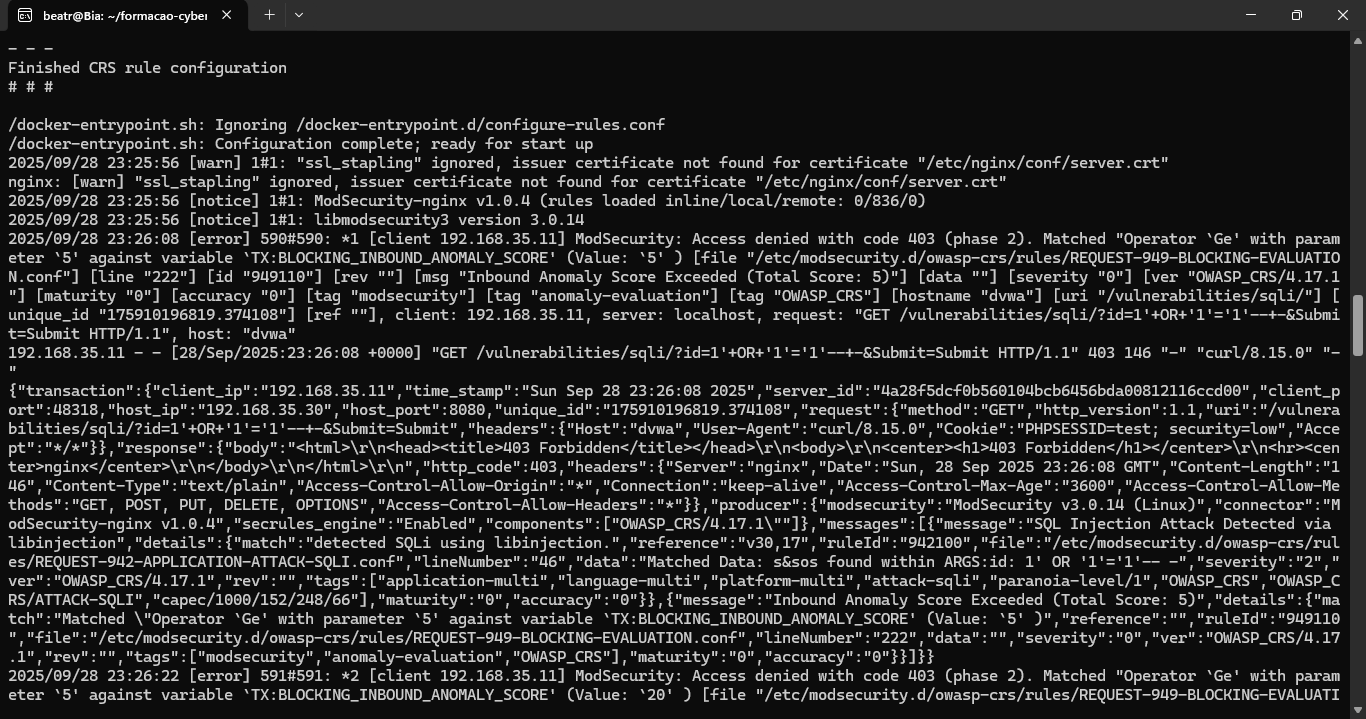 beatr@Bia: ~/formacao-cyber
— — —
Finished CRS rule configuration
# # #
/docker-entrypoint.sh: Ignoring /docker-entrypoint.d/configure-rules.conf
/docker-entrypoint.sh: Configuration complete; ready for start up
2025/09/28 23:25:56 [warn] 1#1: "ssl_stapling" ignored, issuer certificate not found for certificate "/etc/nginx/conf/server.crt"
nginx: [warn] "ssl_stapling" ignored, issuer certificate not found for certificate "/etc/nginx/conf/server.crt"
2025/09/28 23:25:56 [notice] 1#1: ModSecurity-nginx v1.0.4 (rules loaded inline/local/remote: 0/836/0)
2025/09/28 23:25:56 [notice] 1#1: libmodsecurity3 version 3.0.14
2025/09/28 23:26:08 [error] 590#590: *1 [client 192.168.35.11] ModSecurity: Access denied with code 403 (phase 2). Matched "Operator `Ge' with param
eter `5' against variable `TX:BLOCKING_INBOUND_ANOMALY_SCORE' (Value: `5' ) [file "/etc/modsecurity.d/owasp-crs/rules/REQUEST-949-BLOCKING-EVALUATIO
N.conf"] [line "222"] [id "949110"] [rev ""] [msg "Inbound Anomaly Score Exceeded (Total Score: 5)"] [data ""] [severity "0"] [ver "OWASP_CRS/4.17.1
"] [maturity "0"] [accuracy "0"] [tag "modsecurity"] [tag "anomaly-evaluation"] [tag "OWASP_CRS"] [hostname "dvwa"] [uri "/vulnerabilities/sqli/"] [
unique_id "175910196819.374108"] [ref ""], client: 192.168.35.11, server: localhost, request: "GET /vulnerabilities/sqli/?id=1'+OR+'1'='1'--+-&Submi
t=Submit HTTP/1.1", host: "dvwa"
192.168.35.11 - - [28/Sep/2025:23:26:08 +0000] "GET /vulnerabilities/sqli/?id=1'+OR+'1'='1'--+-&Submit=Submit HTTP/1.1" 403 146 "-" "curl/8.15.0" "-
"
{"transaction":{"client_ip":"192.168.35.11","time_stamp":"Sun Sep 28 23:26:08 2025","server_id":"4a28f5dcf0b560104bcb6456bda00812116ccd00","client_p
ort":48318,"host_ip":"192.168.35.30","host_port":8080,"unique_id":"175910196819.374108","request":{"method":"GET","http_version":1.1,"uri":"/vulnera
bilities/sqli/?id=1'+OR+'1'='1'--+-&Submit=Submit","headers":{"Host":"dvwa","User-Agent":"curl/8.15.0","Cookie":"PHPSESSID=test; security=low","Acce
pt":"*/*"}},"response":{"body":"<html>\r\n<head><title>403 Forbidden</title></head>\r\n<body>\r\n<center><h1>403 Forbidden</h1></center>\r\n<hr><cen
ter>nginx</center>\r\n</body>\r\n</html>\r\n","http_code":403,"headers":{"Server":"nginx","Date":"Sun, 28 Sep 2025 23:26:08 GMT","Content-Length":"1
46","Content-Type":"text/plain","Access-Control-Allow-Origin":"*","Connection":"keep-alive","Access-Control-Max-Age":"3600","Access-Control-Allow-Me
thods":"GET, POST, PUT, DELETE, OPTIONS","Access-Control-Allow-Headers":"*"}},"producer":{"modsecurity":"ModSecurity v3.0.14 (Linux)","connector":"M
odSecurity-nginx v1.0.4","secrules_engine":"Enabled","components":["OWASP_CRS/4.17.1\""]},"messages":[{"message":"SQL Injection Attack Detected via
libinjection","details":{"match":"detected SQLi using libinjection.","reference":"v30,17","ruleId":"942100","file":"/etc/modsecurity.d/owasp-crs/rul
es/REQUEST-942-APPLICATION-ATTACK-SQLI.conf","lineNumber":"46","data":"Matched Data: s&sos found within ARGS:id: 1' OR '1'='1'-- -","severity":"2","
ver":"OWASP_CRS/4.17.1","rev":"","tags":["application-multi","language-multi","platform-multi","attack-sqli","paranoia-level/1","OWASP_CRS","OWASP_C
RS/ATTACK-SQLI","capec/1000/152/248/66"],"maturity":"0","accuracy":"0"}},{"message":"Inbound Anomaly Score Exceeded (Total Score: 5)","details":{"ma
tch":"Matched \"Operator `Ge' with parameter `5' against variable `TX:BLOCKING_INBOUND_ANOMALY_SCORE' (Value: `5' )","reference":"","ruleId":"949110
","file":"/etc/modsecurity.d/owasp-crs/rules/REQUEST-949-BLOCKING-EVALUATION.conf","lineNumber":"222","data":"","severity":"0","ver":"OWASP_CRS/4.17
.1","rev":"","tags":["modsecurity","anomaly-evaluation","OWASP_CRS"],"maturity":"0","accuracy":"0"}}]}}
2025/09/28 23:26:22 [error] 591#591: *2 [client 192.168.35.11] ModSecurity: Access denied with code 403 (phase 2). Matched "Operator `Ge' with param
eter `5' against variable `TX:BLOCKING_INBOUND_ANOMALY_SCORE' (Value: `20' ) [file "/etc/modsecurity.d/owasp-crs/rules/REQUEST-949-BLOCKING-EVALUATI